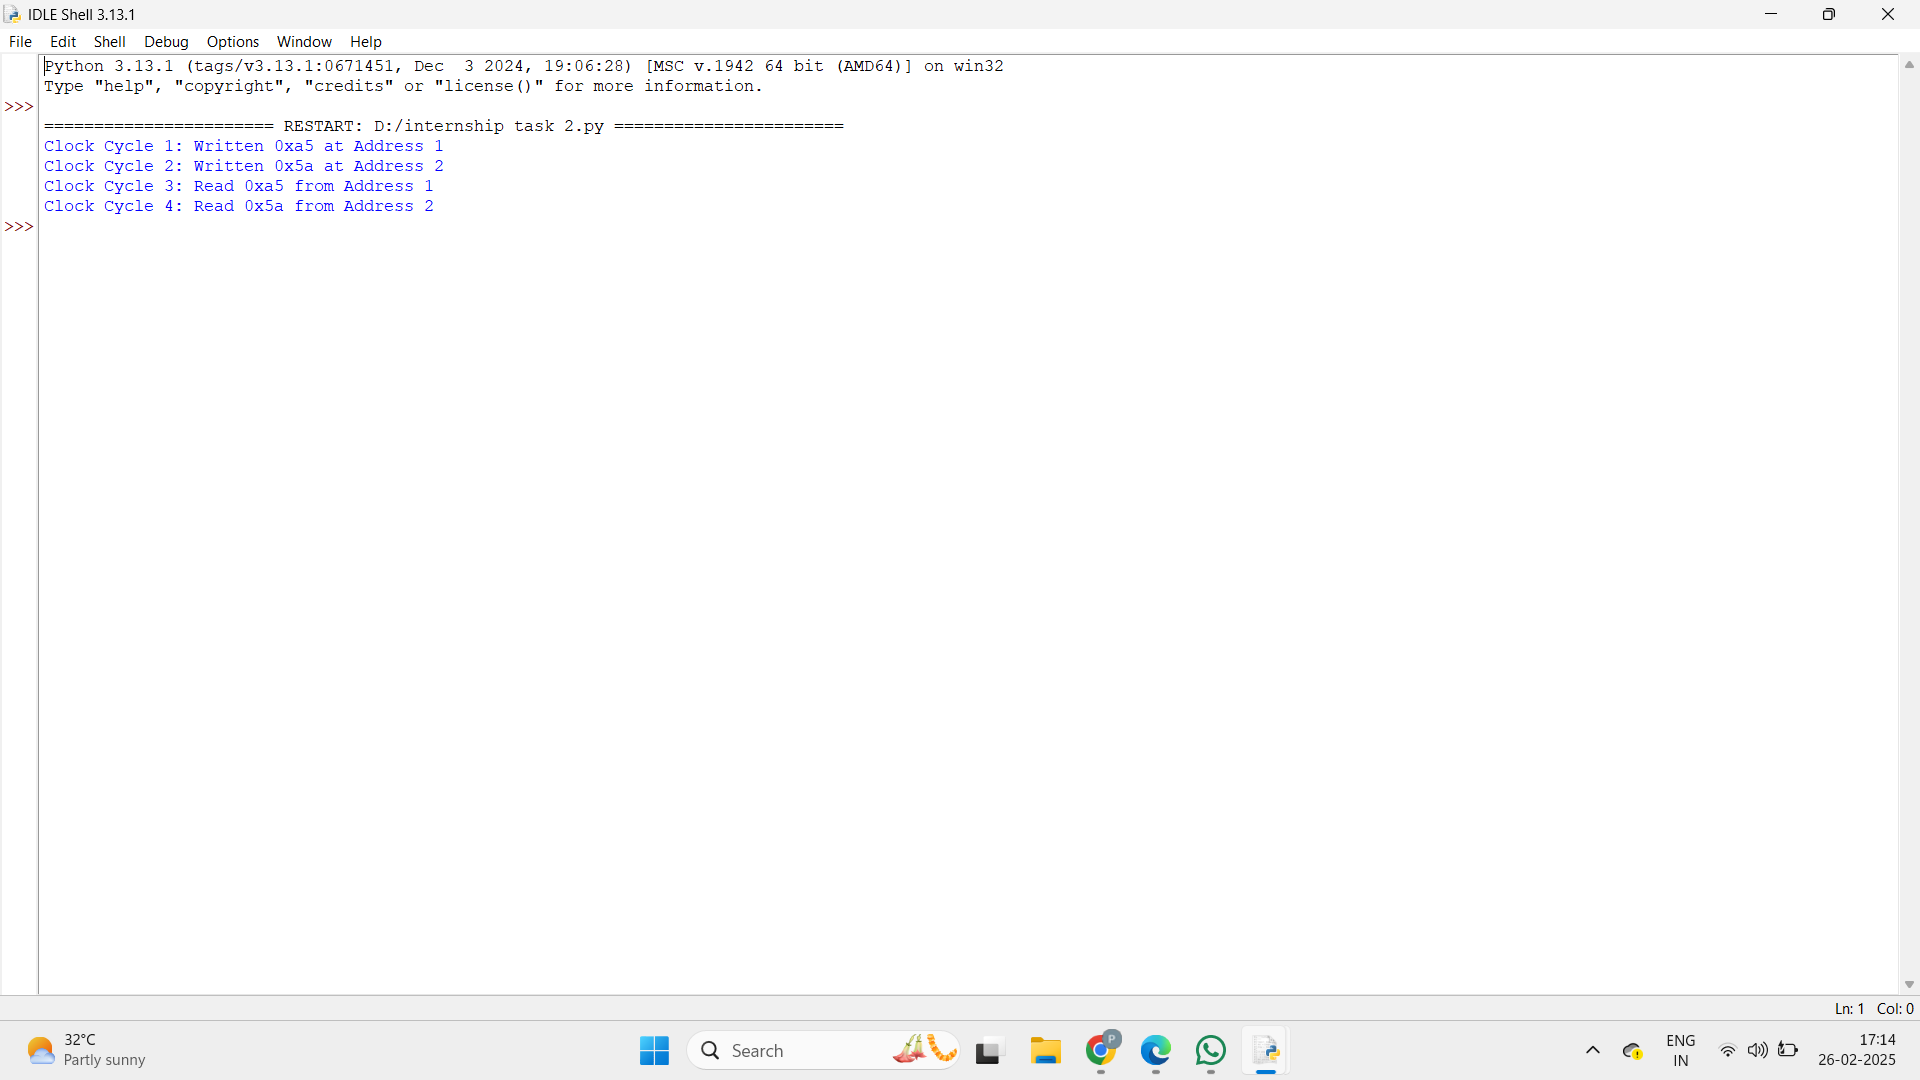 IDLE Shell 3.13.1
File Edit Shell Debug Options Window Help
Python 3.13.1 (tags/v3.13.1:0671451, Dec  3 2024, 19:06:28) [MSC v.1942 64 bit (AMD64)] on win32
Type "help", "copyright", "credits" or "license()" for more information.
>>>
======================= RESTART: D:/internship task 2.py =======================
Clock Cycle 1: Written 0xa5 at Address 1
Clock Cycle 2: Written 0x5a at Address 2
Clock Cycle 3: Read 0xa5 from Address 1
Clock Cycle 4: Read 0x5a from Address 2
>>>
Ln: 1 Col: 0
32°C
Partly sunny
Search
P
ENG
IN
17:14
26-02-2025